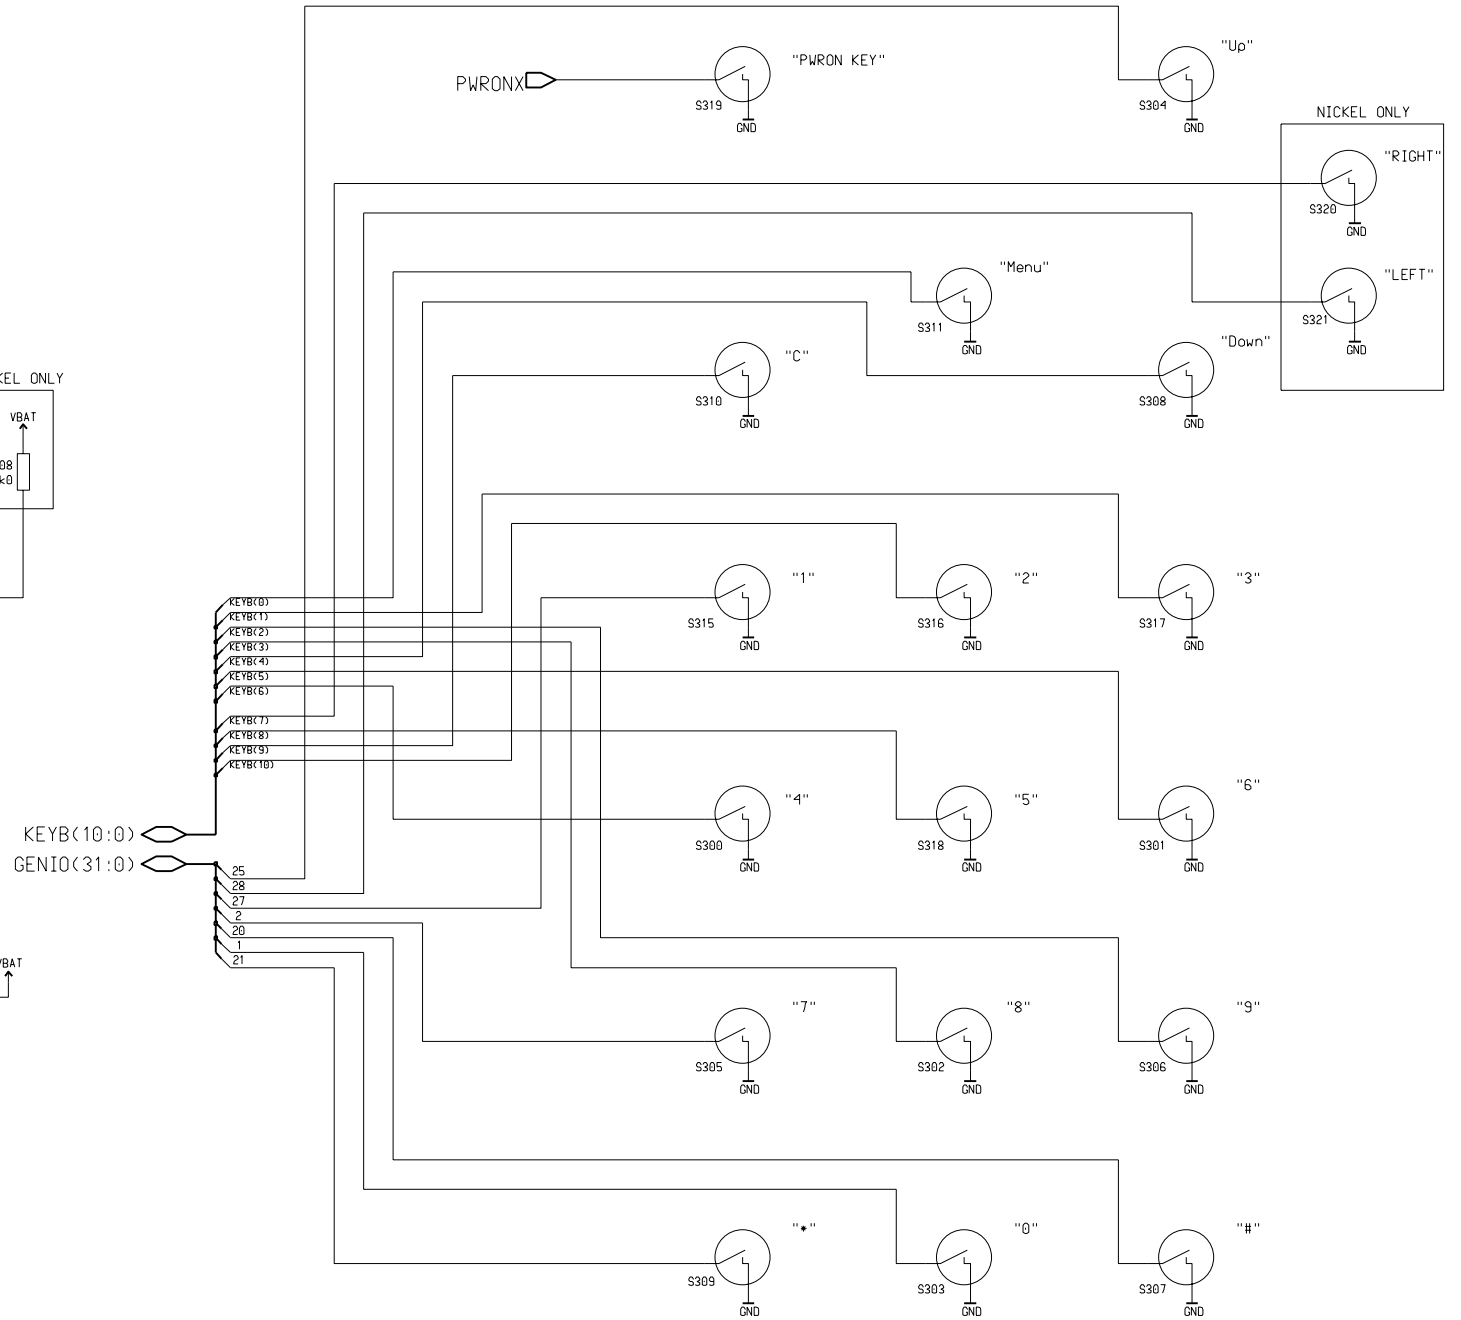 "Up"
"PWRON KEY"
PWRONX
S319
S304
GND
GND
NICKEL ONLY
"RIGHT"
S320
GND
"Menu"
"LEFT"
S311
S321
GND
GND
"Down"
"C"
S310
S308
GND
GND
ONLY
VBAT
"1"
"2"
"3"
KEYB(0)
KEYB(1)
KEYB(2)
KEYB(3)
KEYB(4)
KEYB(5)
KEYB(6)
KEYB(7)
KEYB(8)
KEYB(9)
KEYB(10)
S315
S316
S317
GND
GND
GND
"4"
"5"
"6"
S300
S318
S301
GND
GND
GND
KEYB(10:0)
GENIO(31:0)
25
28
27
2
20
1
21
"7"
"8"
"9"
S305
S302
S306
GND
GND
GND
"*"
"0"
"#"
S309
S303
S307
GND
GND
GND